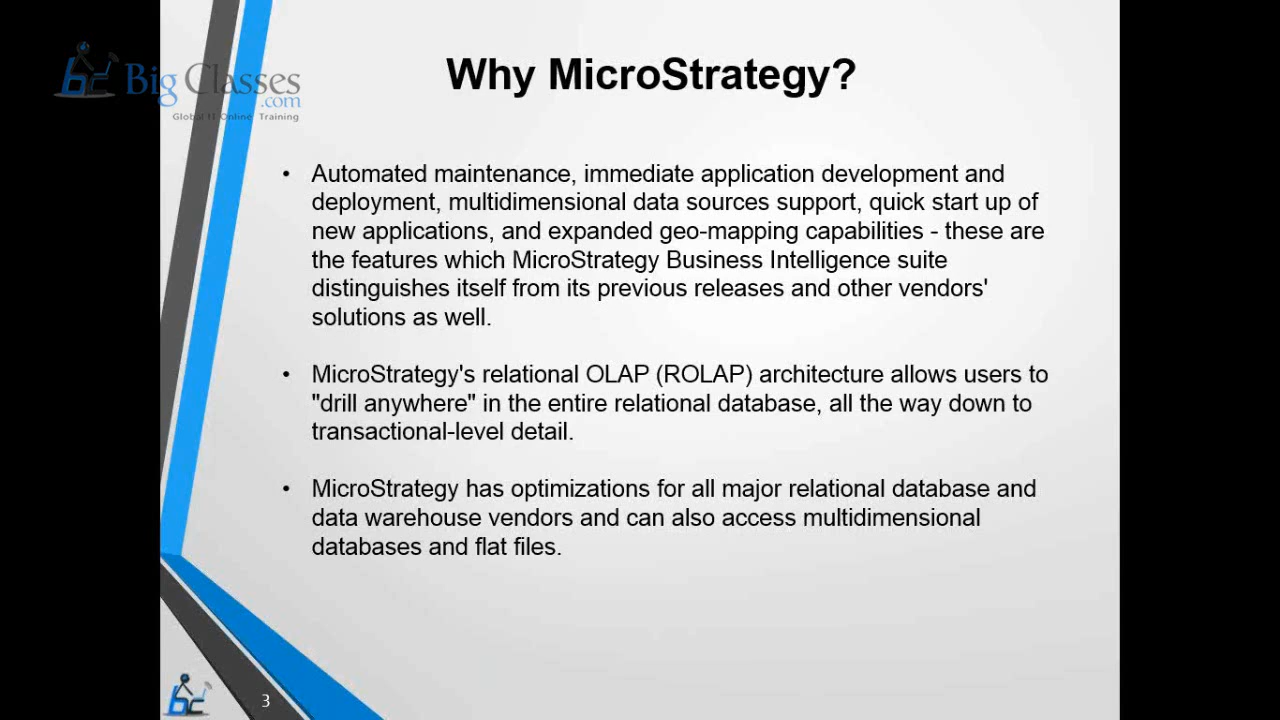 Big Classes
.com
Global IT Online Training
Why MicroStrategy?
• Automated maintenance, immediate application development and
deployment, multidimensional data sources support, quick start up of
new applications, and expanded geo-mapping capabilities - these are
the features which MicroStrategy Business Intelligence suite
distinguishes itself from its previous releases and other vendors'
solutions as well.
• MicroStrategy's relational OLAP (ROLAP) architecture allows users to
"drill anywhere" in the entire relational database, all the way down to
transactional-level detail.
• MicroStrategy has optimizations for all major relational database and
data warehouse vendors and can also access multidimensional
databases and flat files.
bc
3